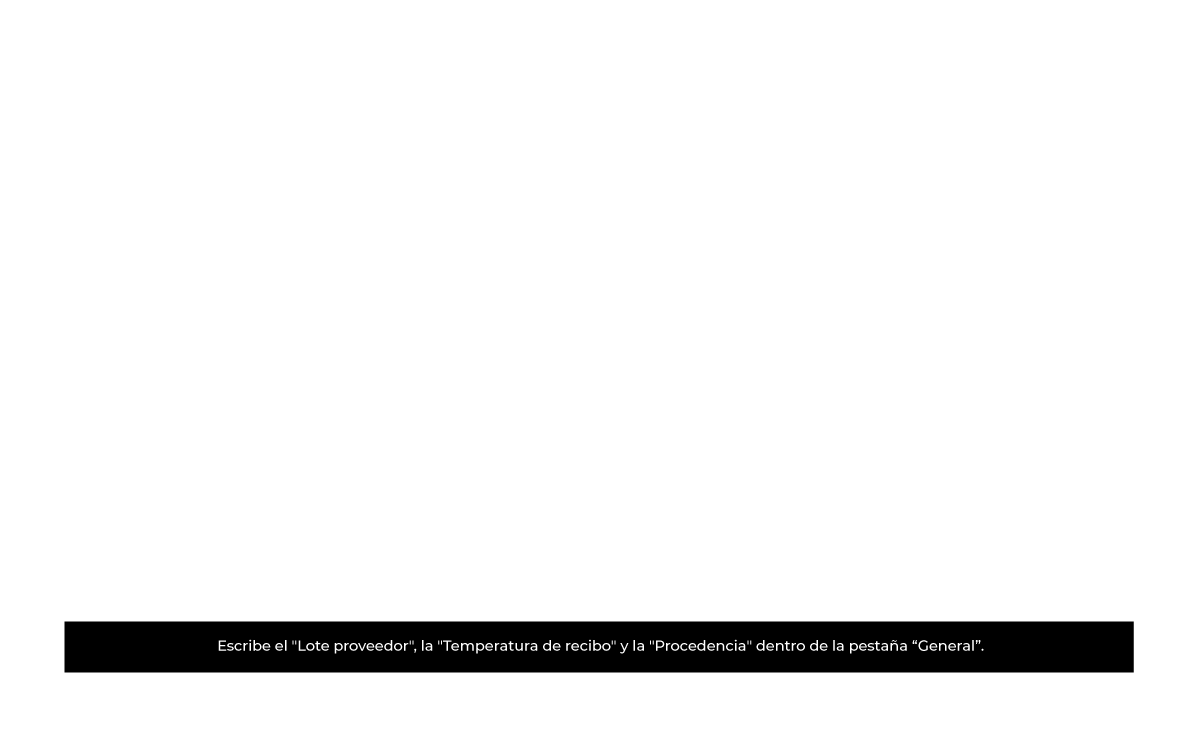 Escribe el "Lote proveedor", la "Temperatura de recibo" y la "Procedencia" dentro de la pestaña “General”.